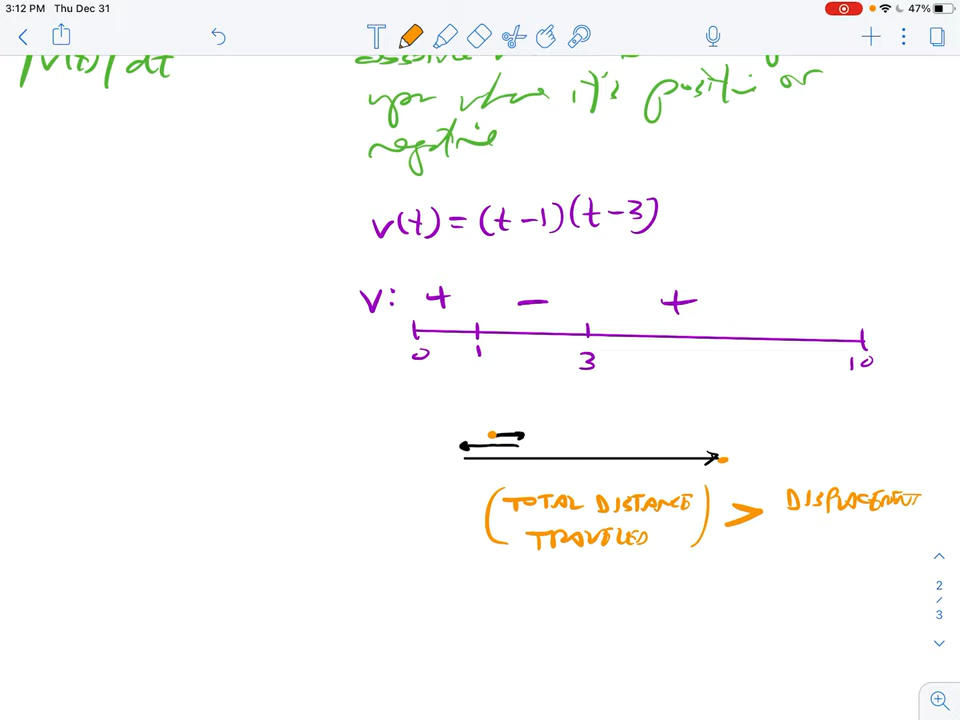 3:12 PM Thu Dec 31
47%
|v(t)| dt
your where it's positive or
negative
v(t) = (t-1)(t-3)
v: + - +
0 1 3 10
(TOTAL DISTANCE TRAVELED) > DISPLACEMENT
2
/
3